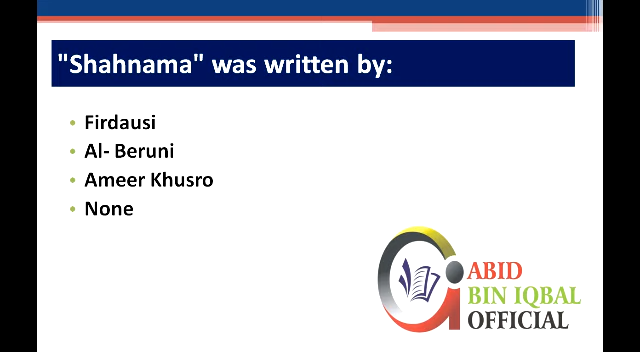 "Shahnama" was written by:
• Firdausi
• Al- Beruni
• Ameer Khusro
• None
ABID
BIN IQBAL
OFFICIAL